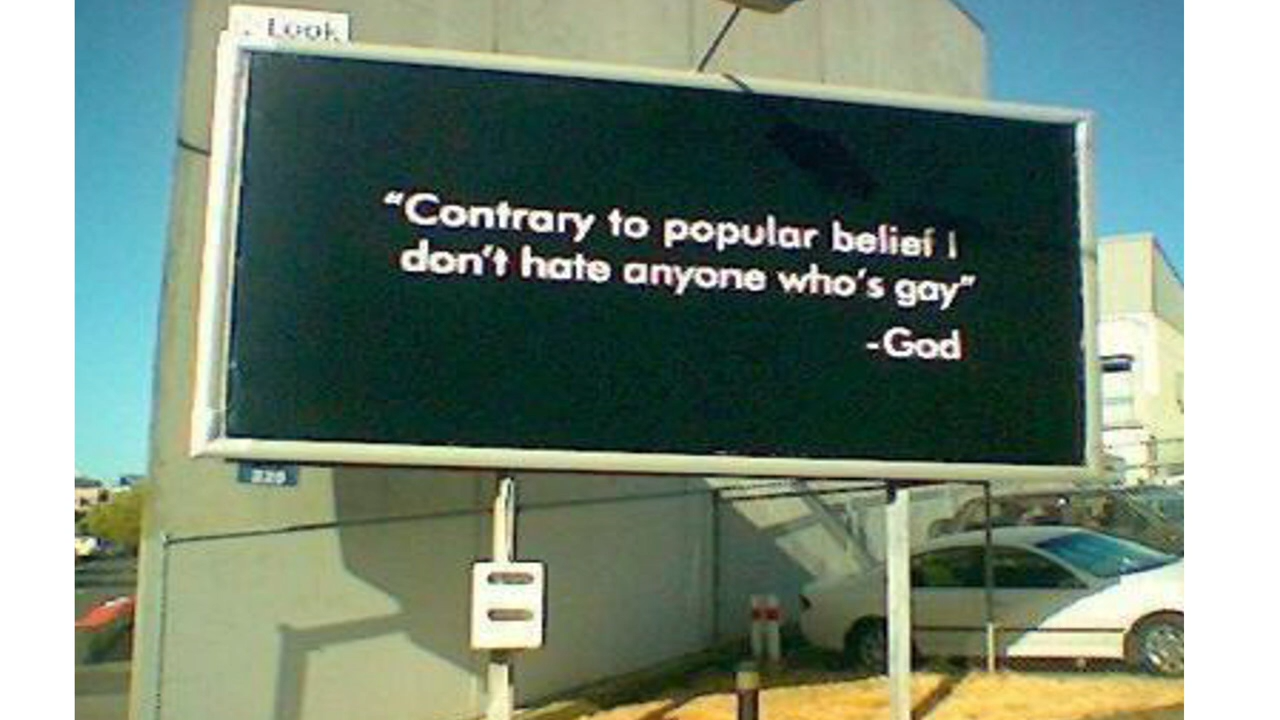 Look
“Contrary to popular belief I
don’t hate anyone who’s gay”
-God